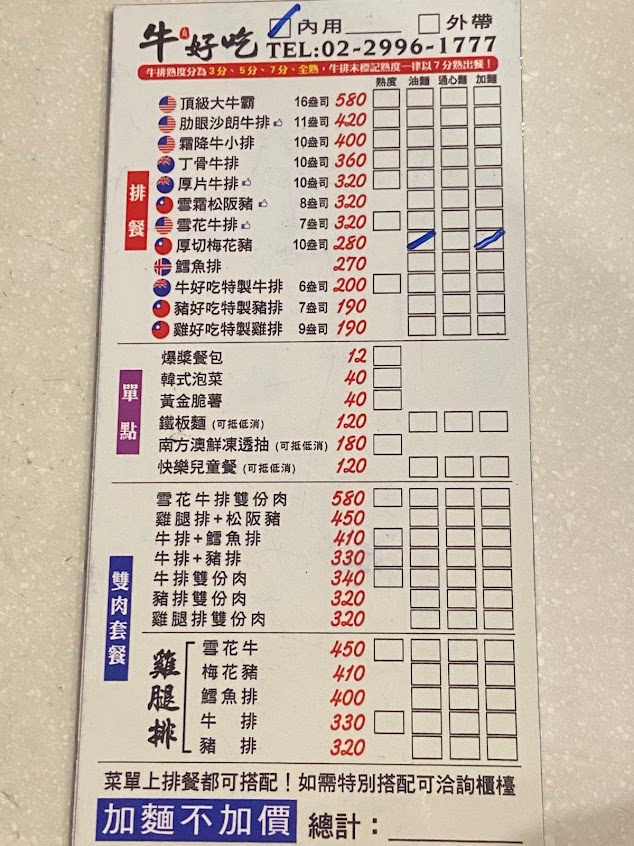 牛好吃 內用 外帶
TEL:02-2996-1777
牛排熟度分為3分、5分、7分、全熟，牛排未標記熟度一律以7分熟出餐！
熟度 油麵 通心麵 加麵
排餐
頂級大牛霸 16盎司 580
肋眼沙朗牛排 11盎司 420
霜降牛小排 10盎司 400
丁骨牛排 10盎司 360
厚片牛排 10盎司 320
雪霜松阪豬 8盎司 320
雪花牛排 7盎司 320
厚切梅花豬 10盎司 280
鱈魚排 270
牛好吃特製牛排 6盎司 200
豬好吃特製豬排 7盎司 190
雞好吃特製雞排 9盎司 190
單點
爆漿餐包 12
韓式泡菜 40
黃金脆薯 40
鐵板麵 (可抵低消) 120
南方澳鮮凍透抽 (可抵低消) 180
快樂兒童餐 (可抵低消) 120
雙肉套餐
雪花牛排雙份肉 580
雞腿排+松阪豬 450
牛排+鱈魚排 410
牛排+豬排 330
牛排雙份肉 340
豬排雙份肉 320
雞腿排雙份肉 320
雞腿排
雪花牛 450
梅花豬 410
鱈魚排 400
牛排 330
豬排 320
菜單上排餐都可搭配！如需特別搭配可洽詢櫃檯
加麵不加價 總計：